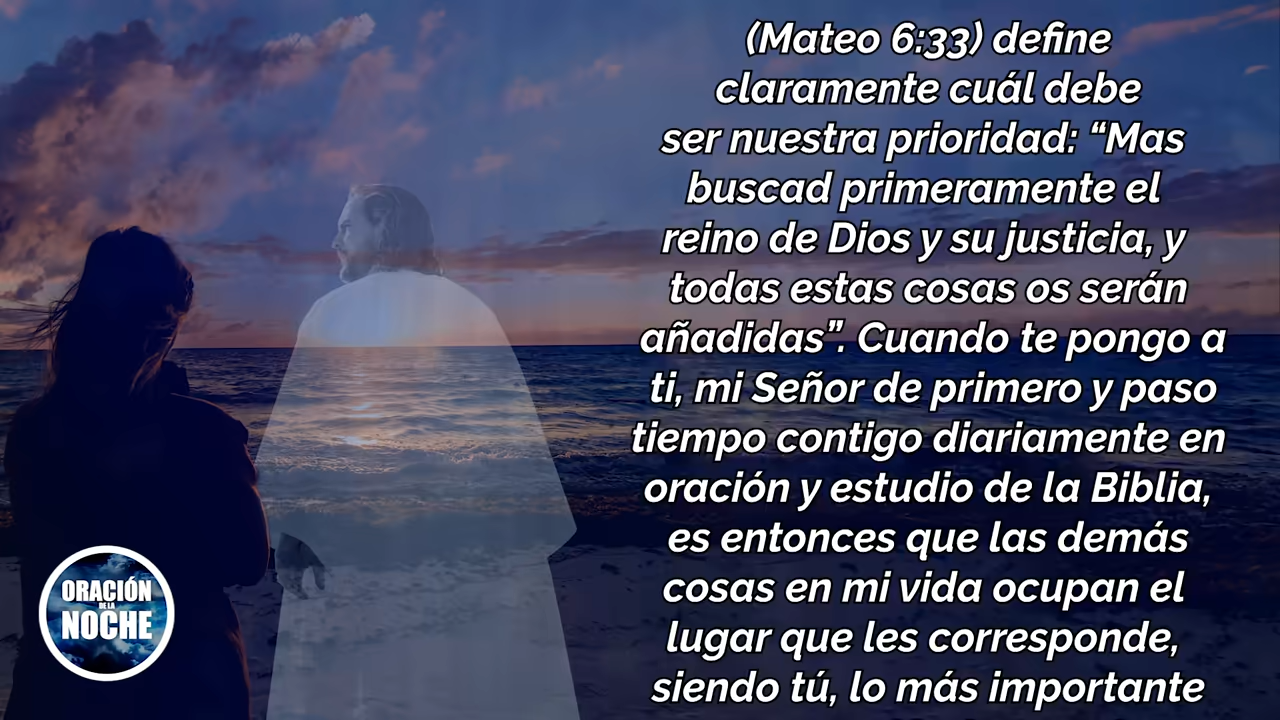 (Mateo 6:33) define
claramente cuál debe
ser nuestra prioridad: “Mas
buscad primeramente el
reino de Dios y su justicia, y
todas estas cosas os serán
añadidas”. Cuando te pongo a
ti, mi Señor de primero y paso
tiempo contigo diariamente en
oración y estudio de la Biblia,
es entonces que las demás
cosas en mi vida ocupan el
lugar que les corresponde,
siendo tú, lo más importante
ORACIÓN
DE LA
NOCHE